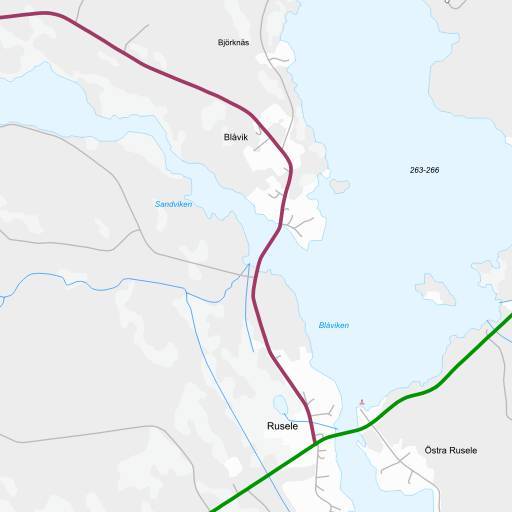 Björknäs
Blåvik
263-266
Sandviken
Blåviken
Rusele
Östra Rusele